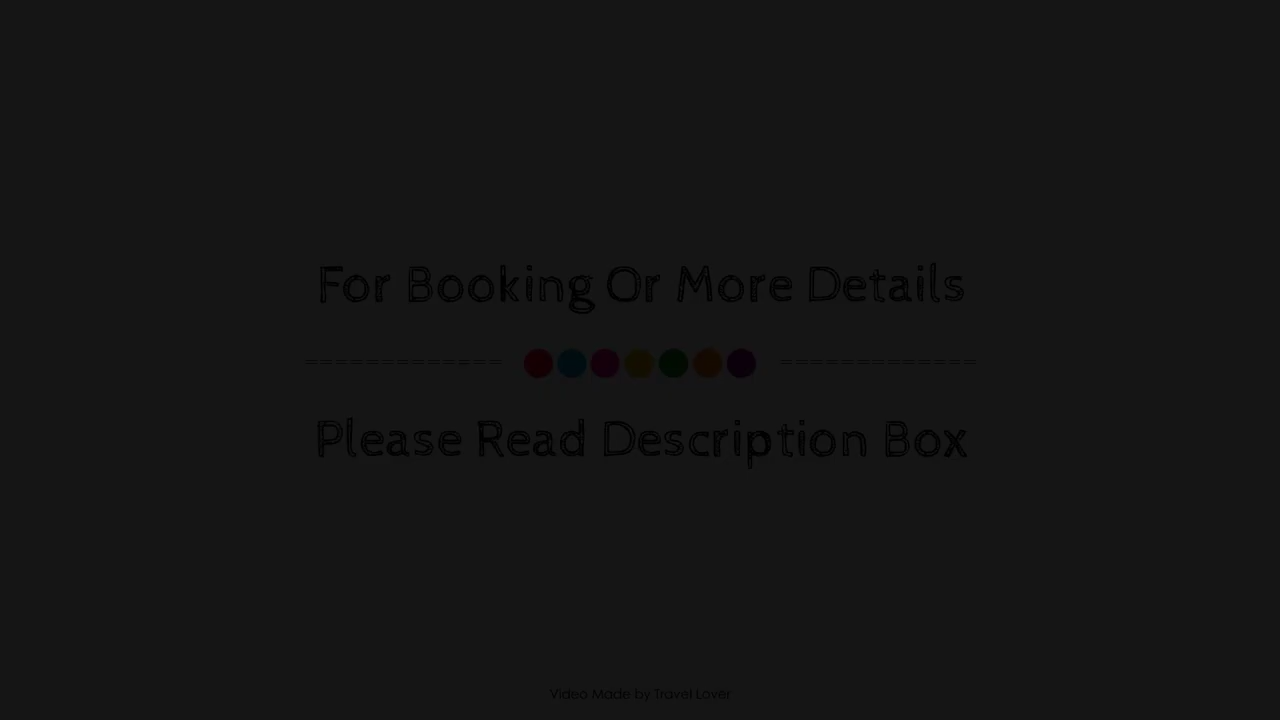 For Booking Or More Details
============= =============
Please Read Description Box
Video Made by Travel Lover